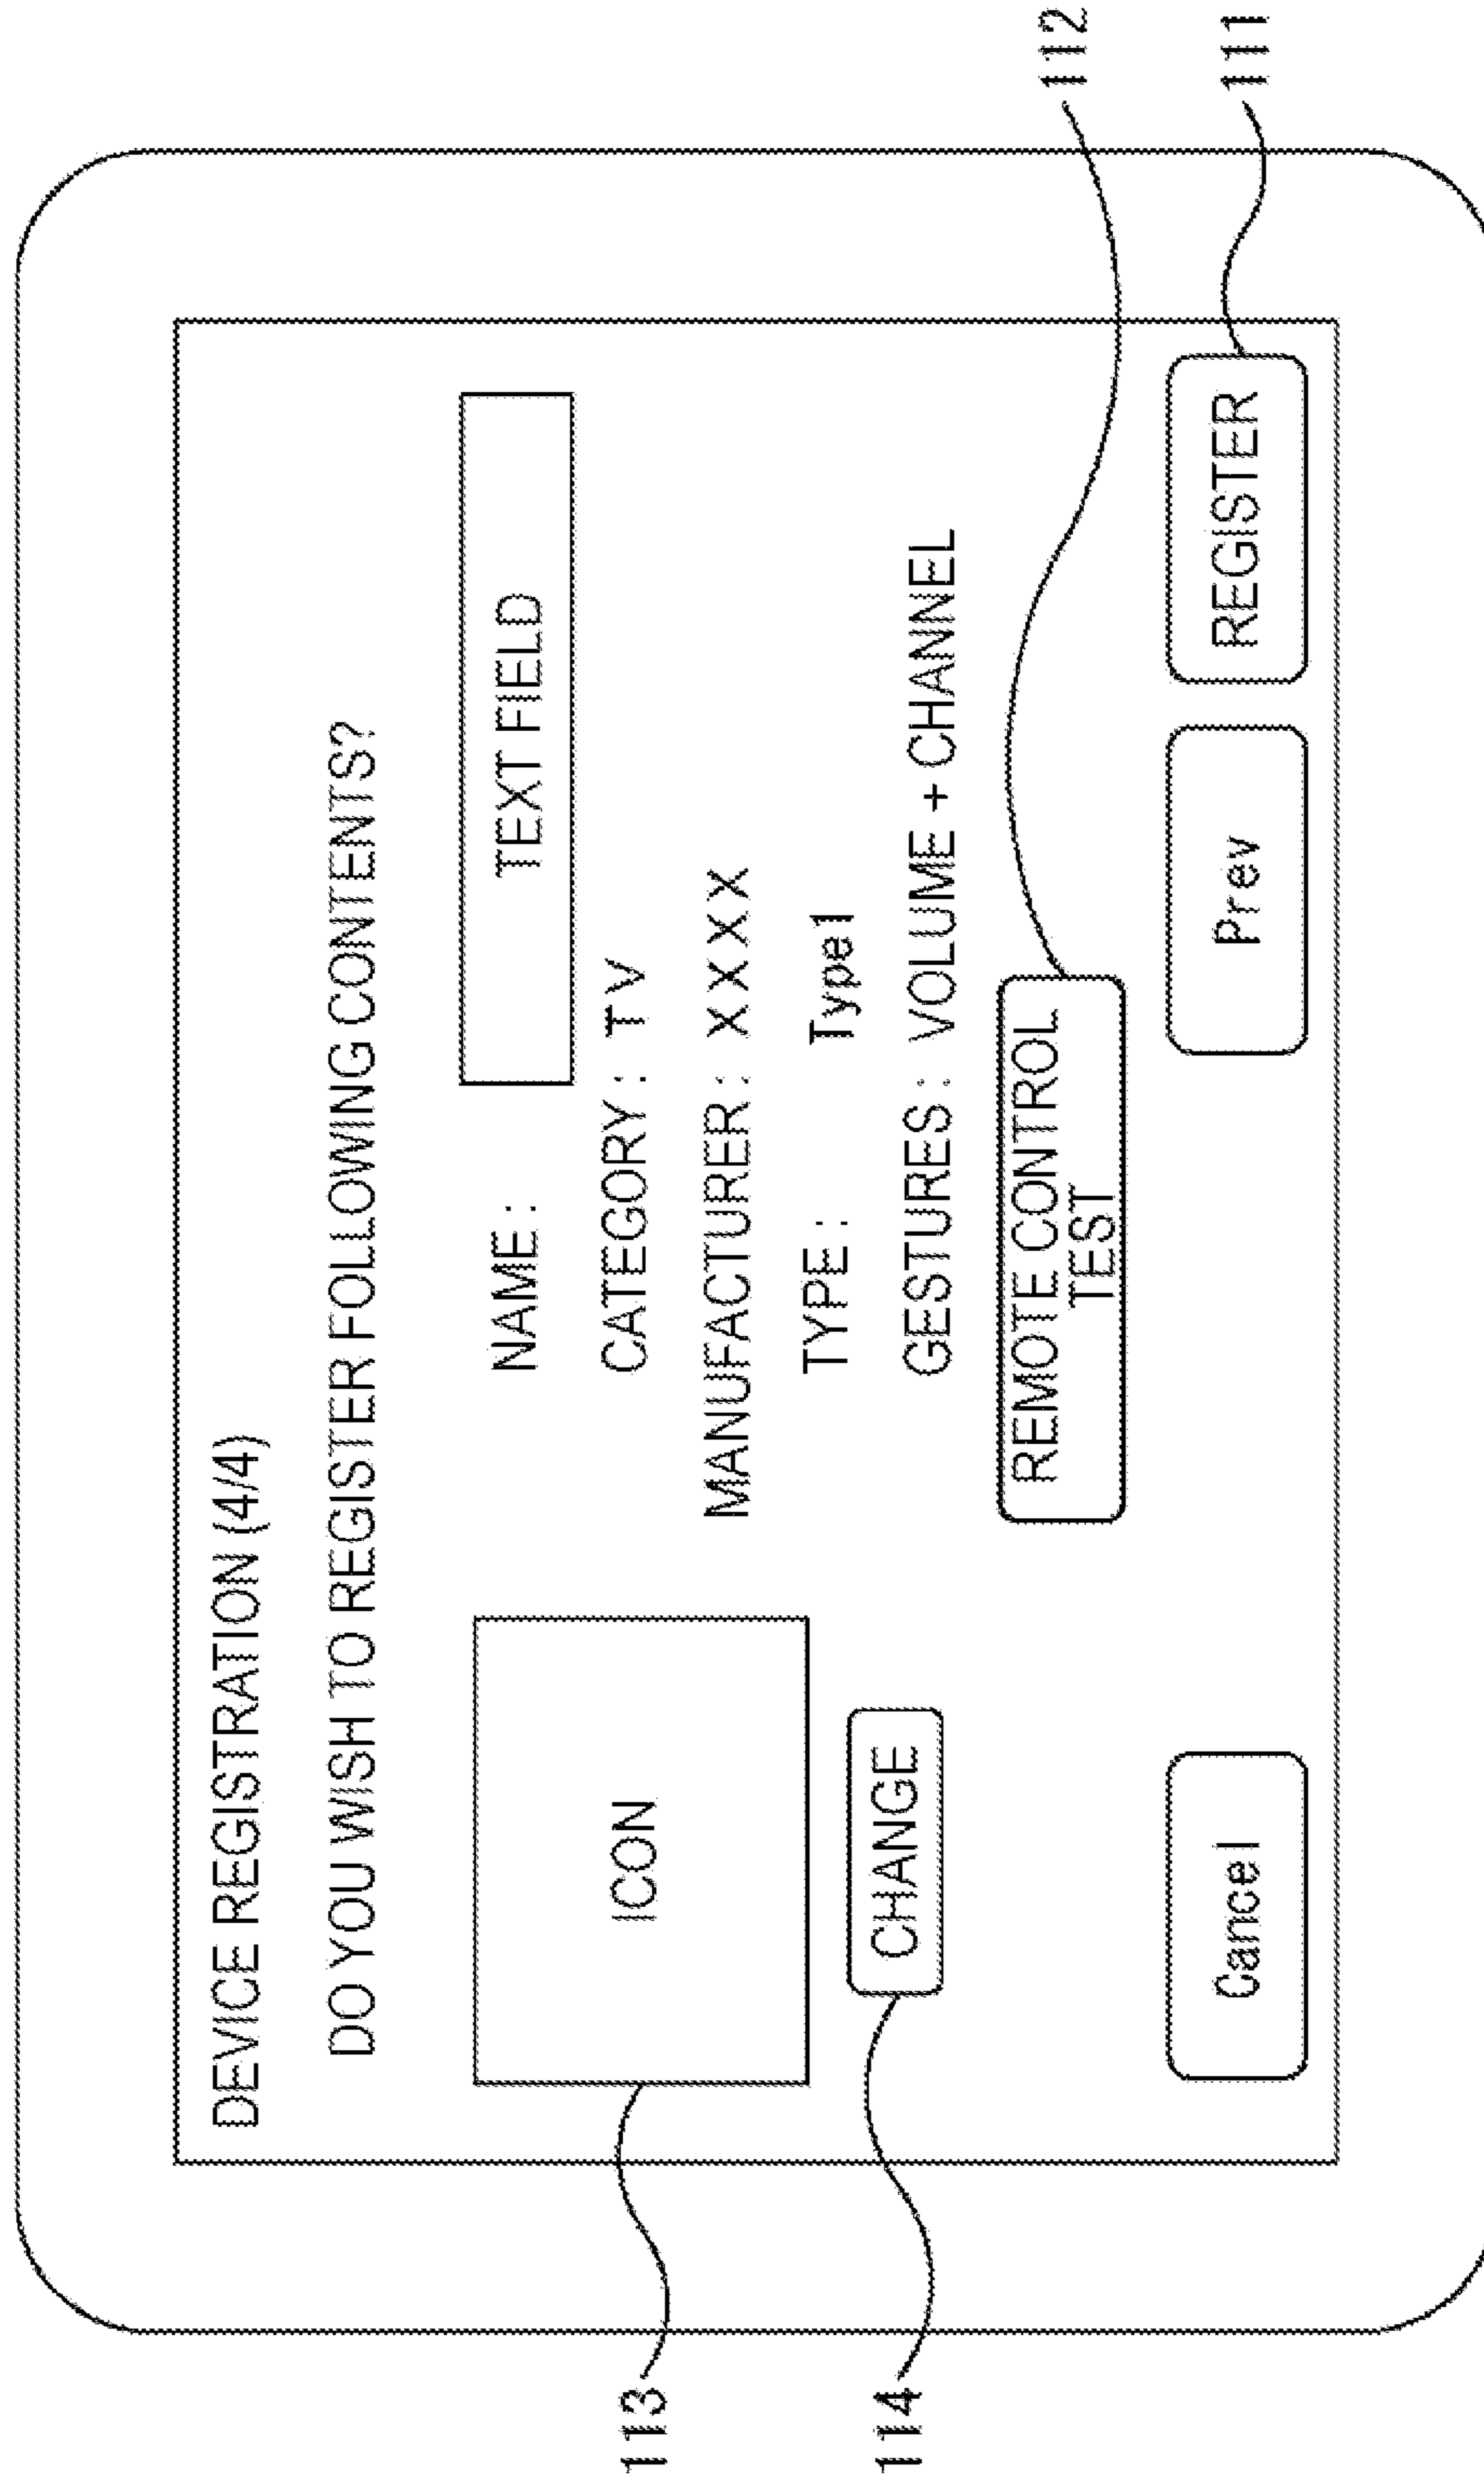 DEVICE REGISTRATION (4/4)
DO YOU WISH TO REGISTER FOLLOWING CONTENTS?
113
ICON
114
CHANGE
NAME :
TEXT FIELD
CATEGORY : TV
MANUFACTURER : XXXX
TYPE : Type1
GESTURES : VOLUME + CHANNEL
REMOTE CONTROL
TEST
112
Cancel
Prev
REGISTER
111